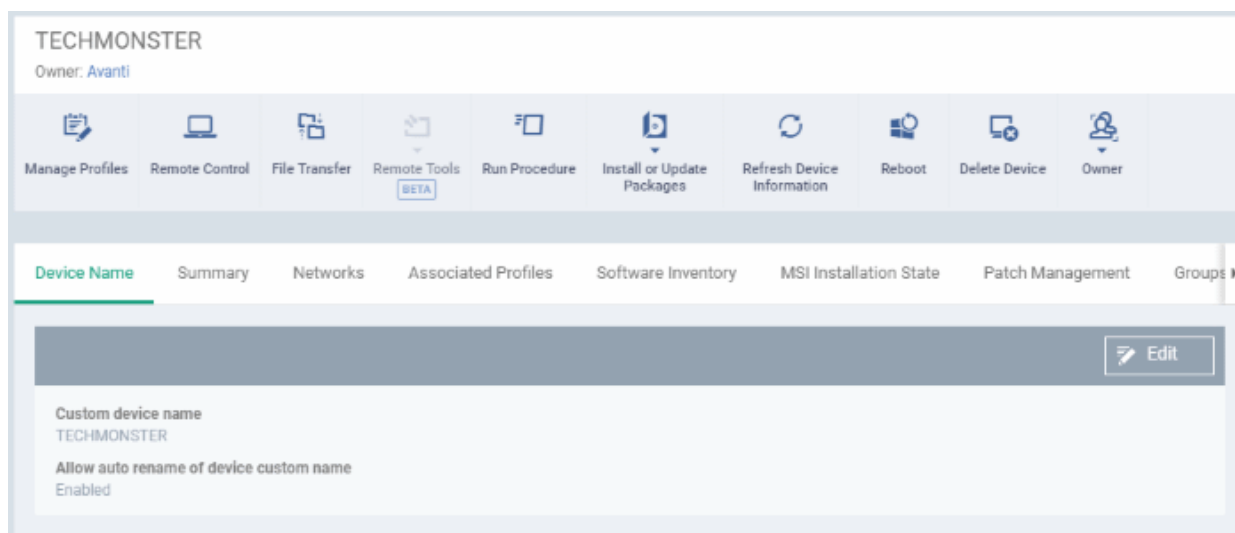 TECHMONSTER
Owner: Avanti
Manage Profiles
Remote Control
File Transfer
Remote Tools
BETA
Run Procedure
Install or Update
Packages
Refresh Device
Information
Reboot
Delete Device
Owner
Device Name
Summary
Networks
Associated Profiles
Software Inventory
MSI Installation State
Patch Management
Groups
Edit
Custom device name
TECHMONSTER
Allow auto rename of device custom name
Enabled